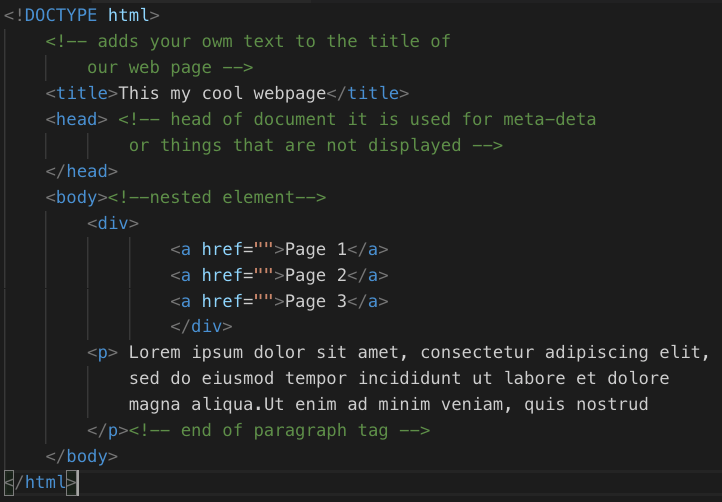 <!DOCTYPE html>
<!-- adds your owm text to the title of
our web page -->
<title>This my cool webpage</title>
<head> <!-- head of document it is used for meta-deta
or things that are not displayed -->
</head>
<body><!--nested element-->
<div>
<a href="">Page 1</a>
<a href="">Page 2</a>
<a href="">Page 3</a>
</div>
<p> Lorem ipsum dolor sit amet, consectetur adipiscing elit,
sed do eiusmod tempor incididunt ut labore et dolore
magna aliqua.Ut enim ad minim veniam, quis nostrud
</p><!-- end of paragraph tag -->
</body>
</html>